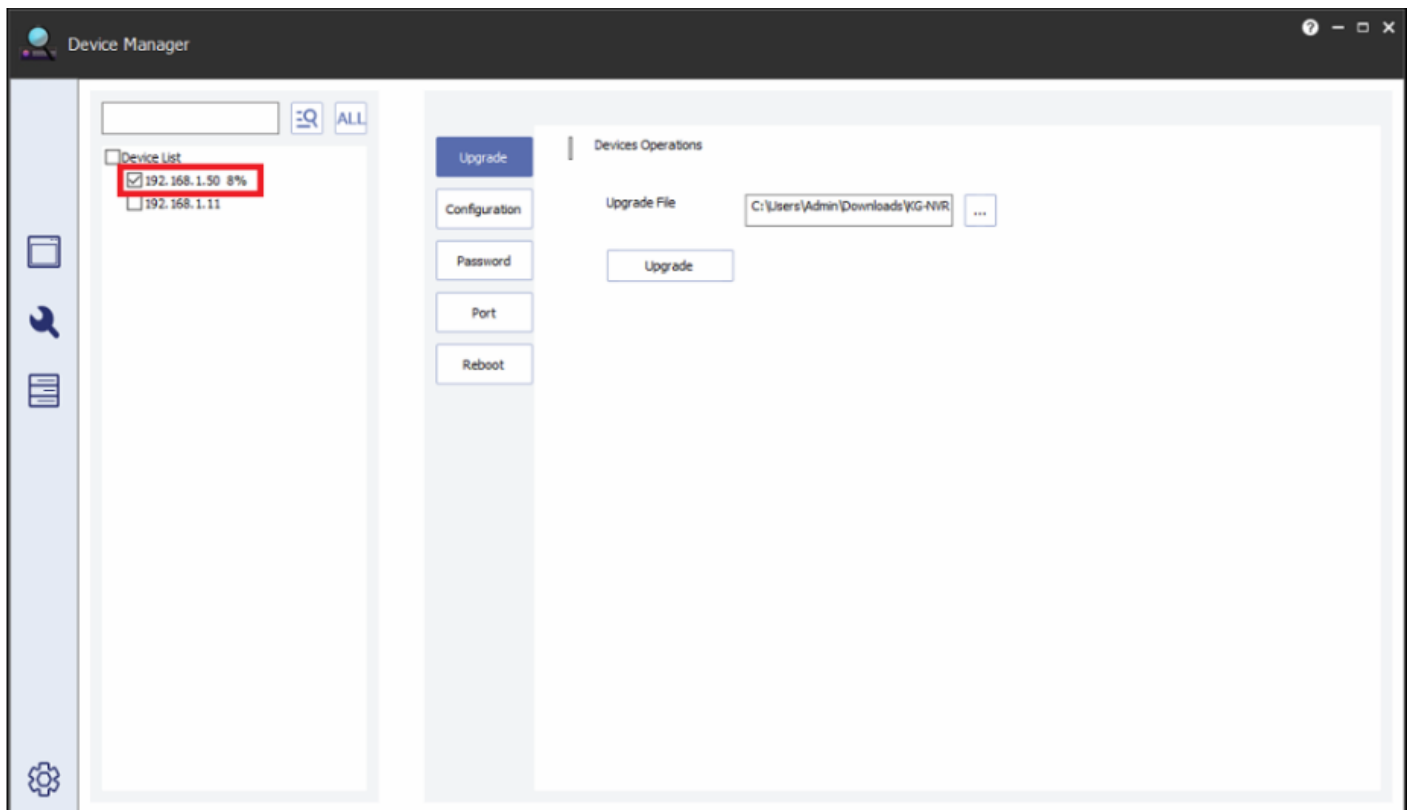 Device Manager
ALL
Device List
192.168.1.50 8%
192.168.1.11
Upgrade
Configuration
Password
Port
Reboot
Devices Operations
Upgrade File
C:\Users\Admin\Downloads\KG-NVR
...
Upgrade